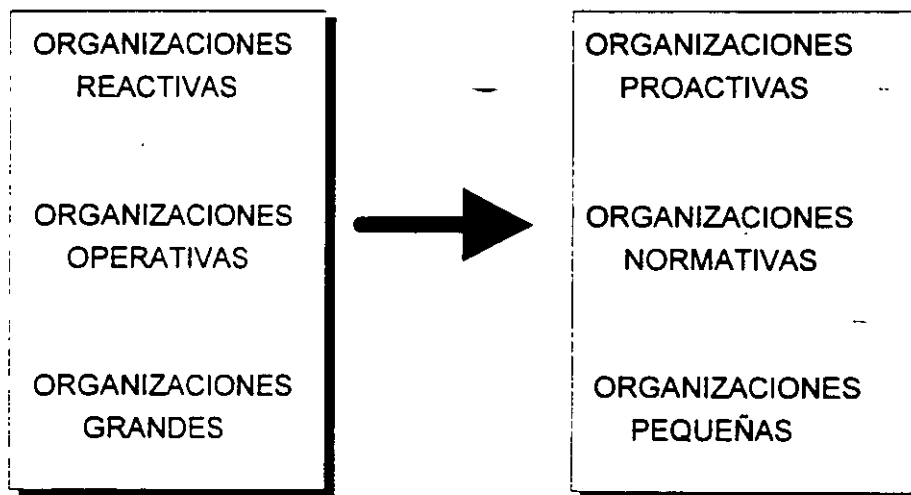 ORGANIZACIONES
REACTIVAS
ORGANIZACIONES
OPERATIVAS
ORGANIZACIONES
GRANDES
ORGANIZACIONES
PROACTIVAS
ORGANIZACIONES
NORMATIVAS
ORGANIZACIONES
PEQUEÑAS